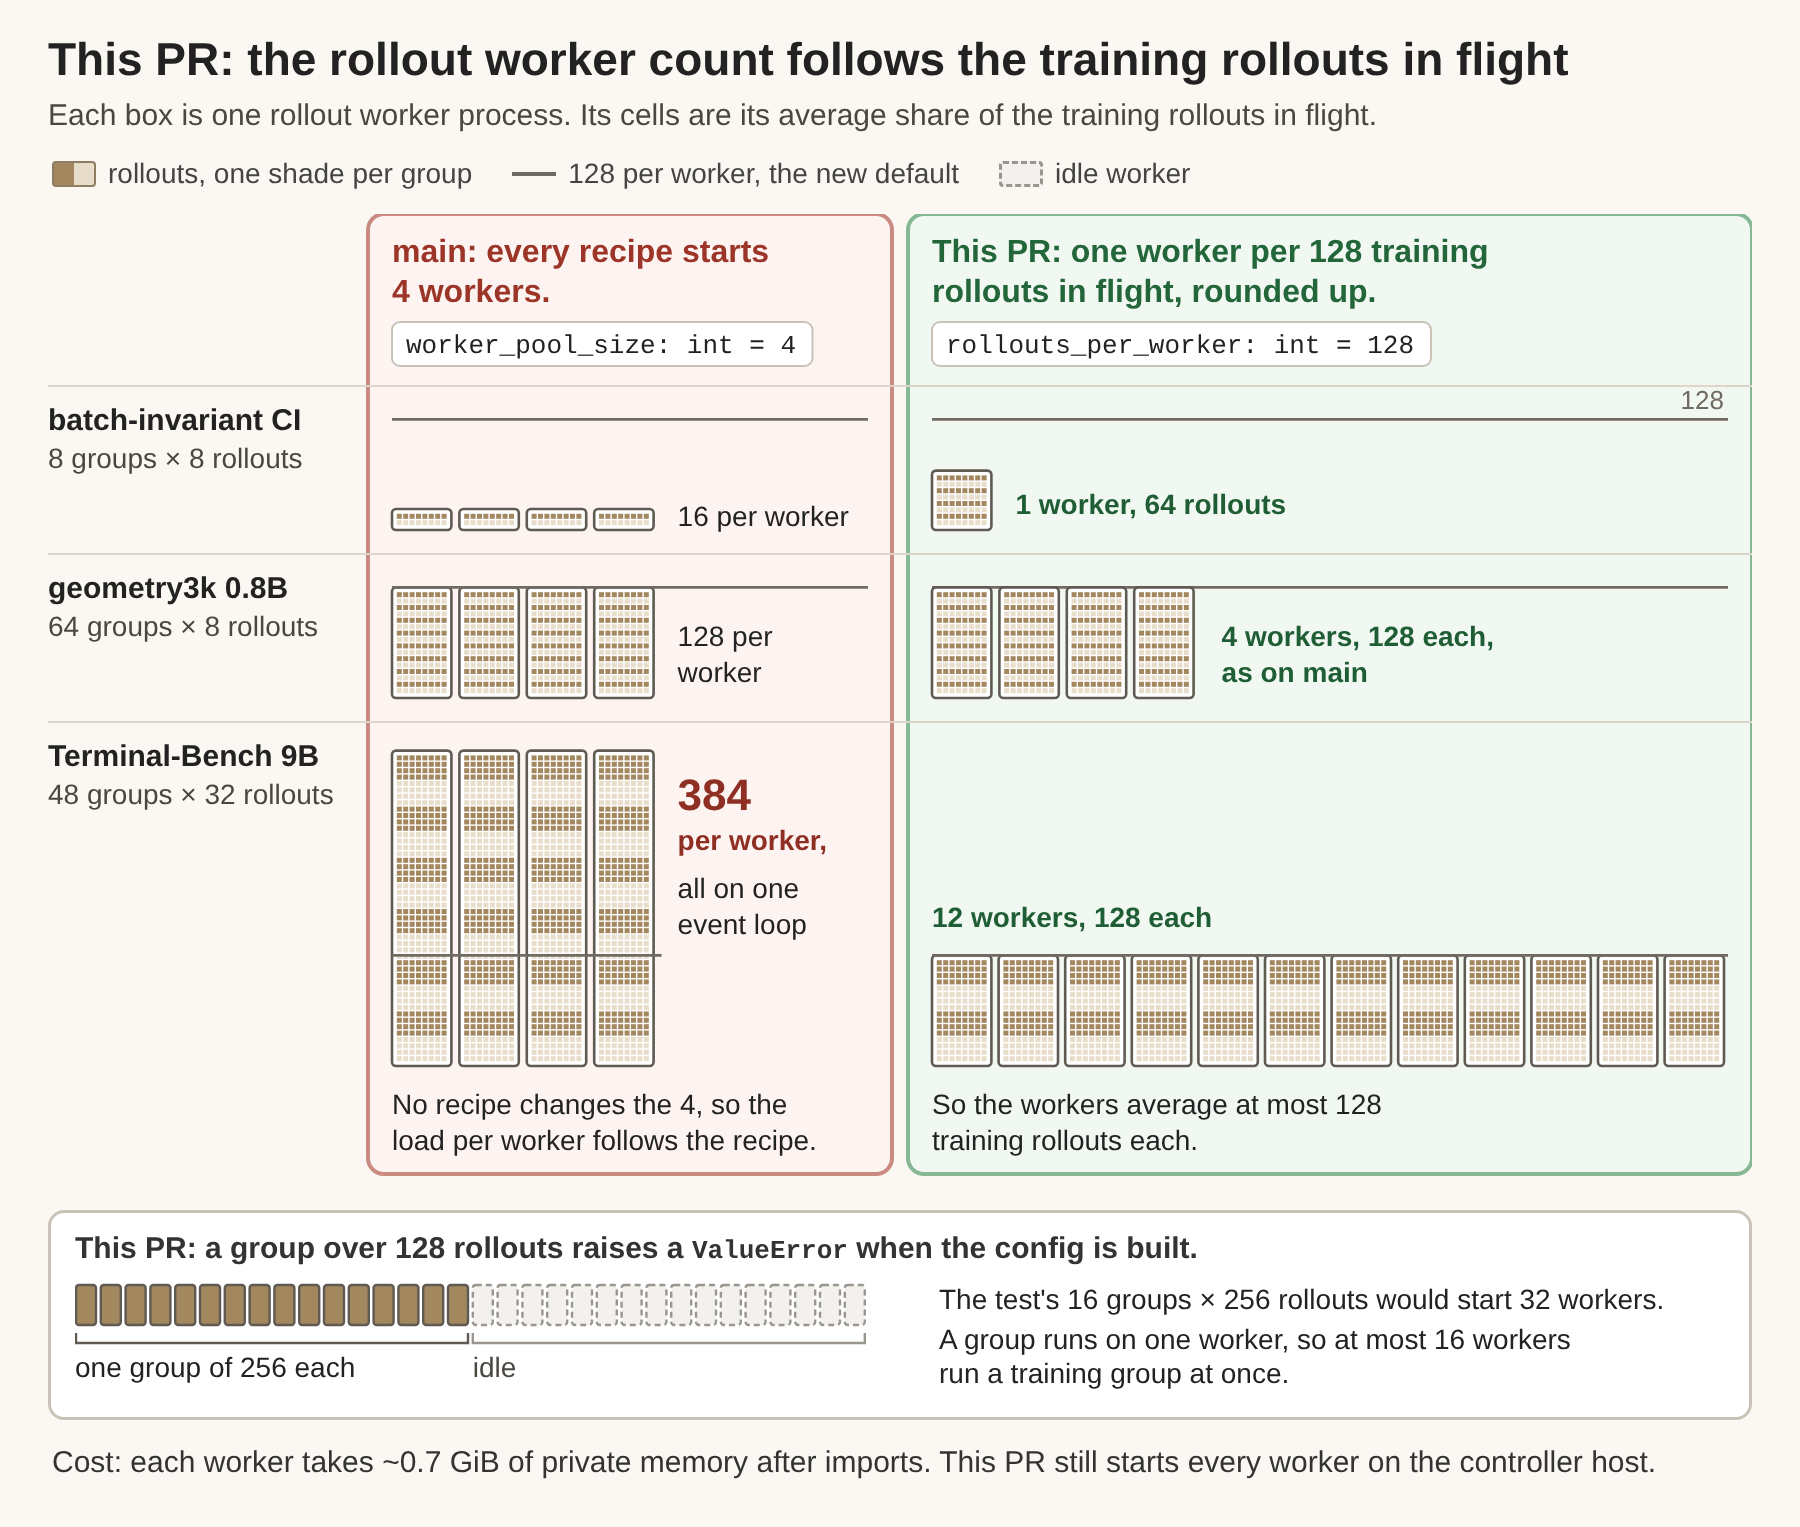 This PR: the rollout worker count follows the training rollouts in flight
Each box is one rollout worker process. Its cells are its average share of the training rollouts in flight.
rollouts, one shade per group
128 per worker, the new default
idle worker
main: every recipe starts
4 workers.
worker_pool_size: int = 4
This PR: one worker per 128 training
rollouts in flight, rounded up.
rollouts_per_worker: int = 128
batch-invariant CI
8 groups × 8 rollouts
16 per worker
128
1 worker, 64 rollouts
geometry3k 0.8B
64 groups × 8 rollouts
128 per
worker
4 workers, 128 each,
as on main
Terminal-Bench 9B
48 groups × 32 rollouts
384
per worker,
all on one
event loop
12 workers, 128 each
No recipe changes the 4, so the
load per worker follows the recipe.
So the workers average at most 128
training rollouts each.
This PR: a group over 128 rollouts raises a ValueError when the config is built.
one group of 256 each
idle
The test's 16 groups × 256 rollouts would start 32 workers.
A group runs on one worker, so at most 16 workers
run a training group at once.
Cost: each worker takes ~0.7 GiB of private memory after imports. This PR still starts every worker on the controller host.